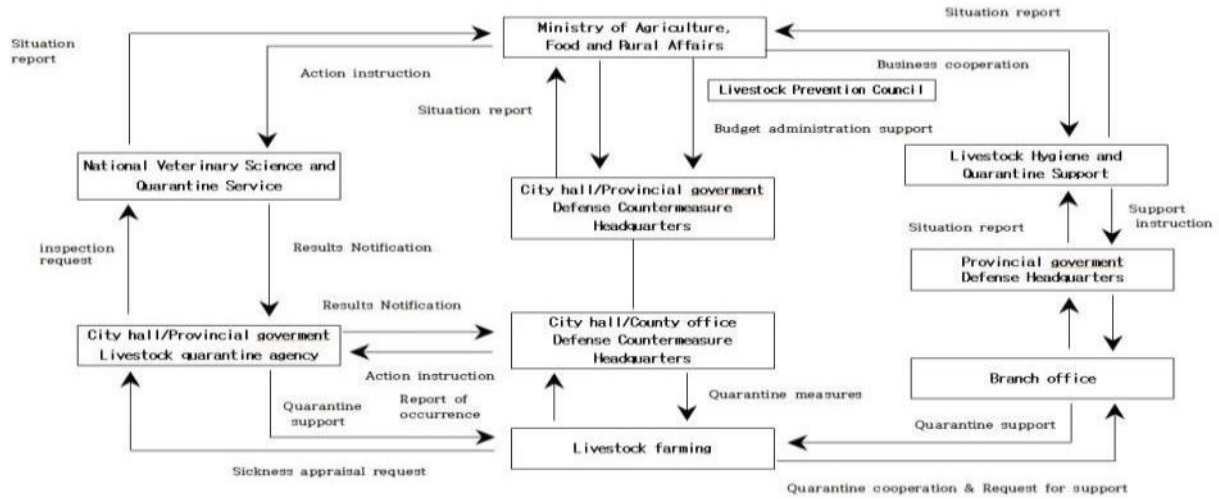 Ministry of Agriculture,
Food and Rural Affairs
Situation report
Situation
report
Action instruction
Business cooperation
Livestock Prevention Council
Situation report
Budget administration support
National Veterinary Science and
Quarantine Service
Livestock Hygiene and
Quarantine Support
City hall/Provincial goverment
Defense Countermeasure
Headquarters
Support
instruction
Situation report
inspection
request
Results Notification
Provincial goverment
Defense Headquarters
Results Notification
City hall/Provincial goverment
Livestock quarantine agency
City hall/County office
Defense Countermeasure
Headquarters
Action instruction
Branch office
Quarantine
support
Report of
occurrence
Quarantine measures
Quarantine support
Livestock farming
Sickness appraisal request
Quarantine cooperation & Request for support